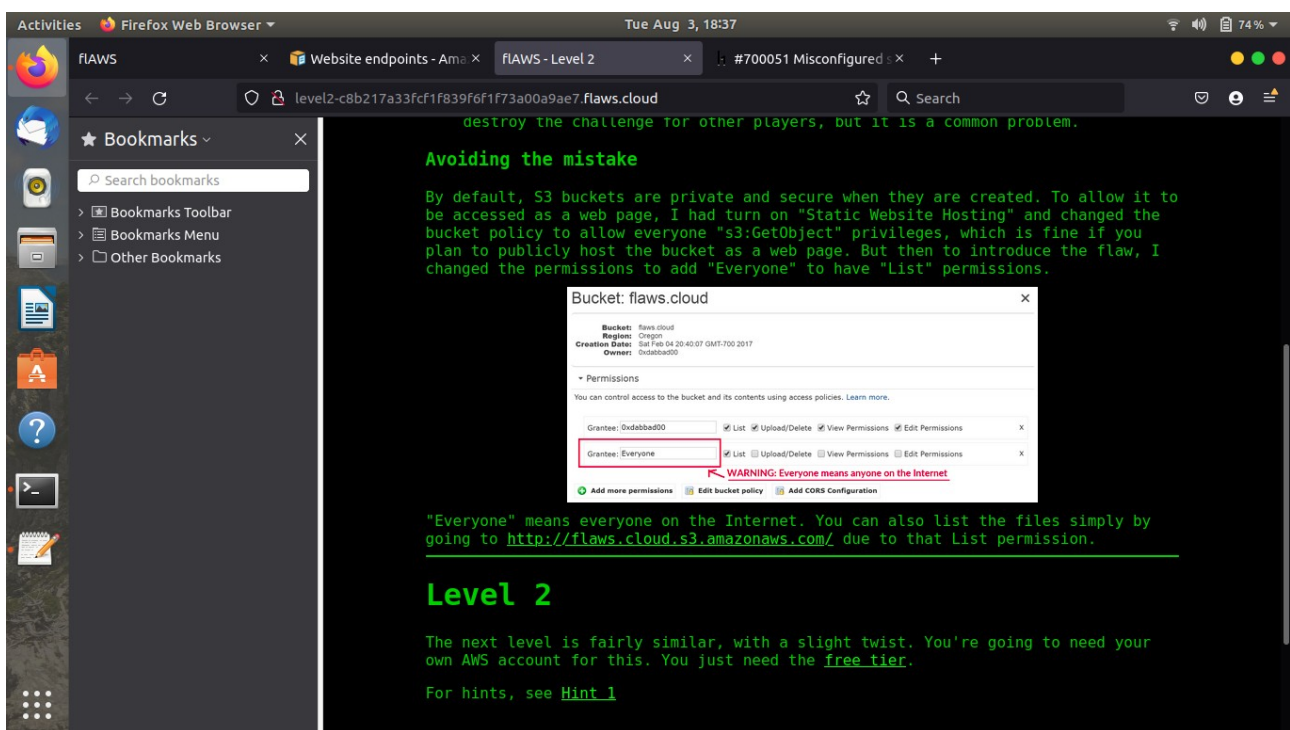 Activities Firefox Web Browser Tue Aug 3, 18:37 74 %
flAWS Website endpoints - Ama flAWS - Level 2 #700051 Misconfigured s
level2-c8b217a33fcf1f839f6f1f73a00a9ae7.flaws.cloud Search
Bookmarks
Search bookmarks
Bookmarks Toolbar
Bookmarks Menu
Other Bookmarks
destroy the challenge for other players, but it is a common problem.
Avoiding the mistake
By default, S3 buckets are private and secure when they are created. To allow it to
be accessed as a web page, I had turn on "Static Website Hosting" and changed the
bucket policy to allow everyone "s3:GetObject" privileges, which is fine if you
plan to publicly host the bucket as a web page. But then to introduce the flaw, I
changed the permissions to add "Everyone" to have "List" permissions.
Bucket: flaws.cloud
Bucket: flaws.cloud
Region: Oregon
Creation Date: Sat Feb 04 20:40:07 GMT-700 2017
Owner: 0xdabbad00
Permissions
You can control access to the bucket and its contents using access policies. Learn more.
Grantee: 0xdabbad00 List Upload/Delete View Permissions Edit Permissions x
Grantee: Everyone List Upload/Delete View Permissions Edit Permissions x
WARNING: Everyone means anyone on the Internet
Add more permissions Edit bucket policy Add CORS Configuration
"Everyone" means everyone on the Internet. You can also list the files simply by
going to http://flaws.cloud.s3.amazonaws.com/ due to that List permission.
Level 2
The next level is fairly similar, with a slight twist. You're going to need your
own AWS account for this. You just need the free tier.
For hints, see Hint 1